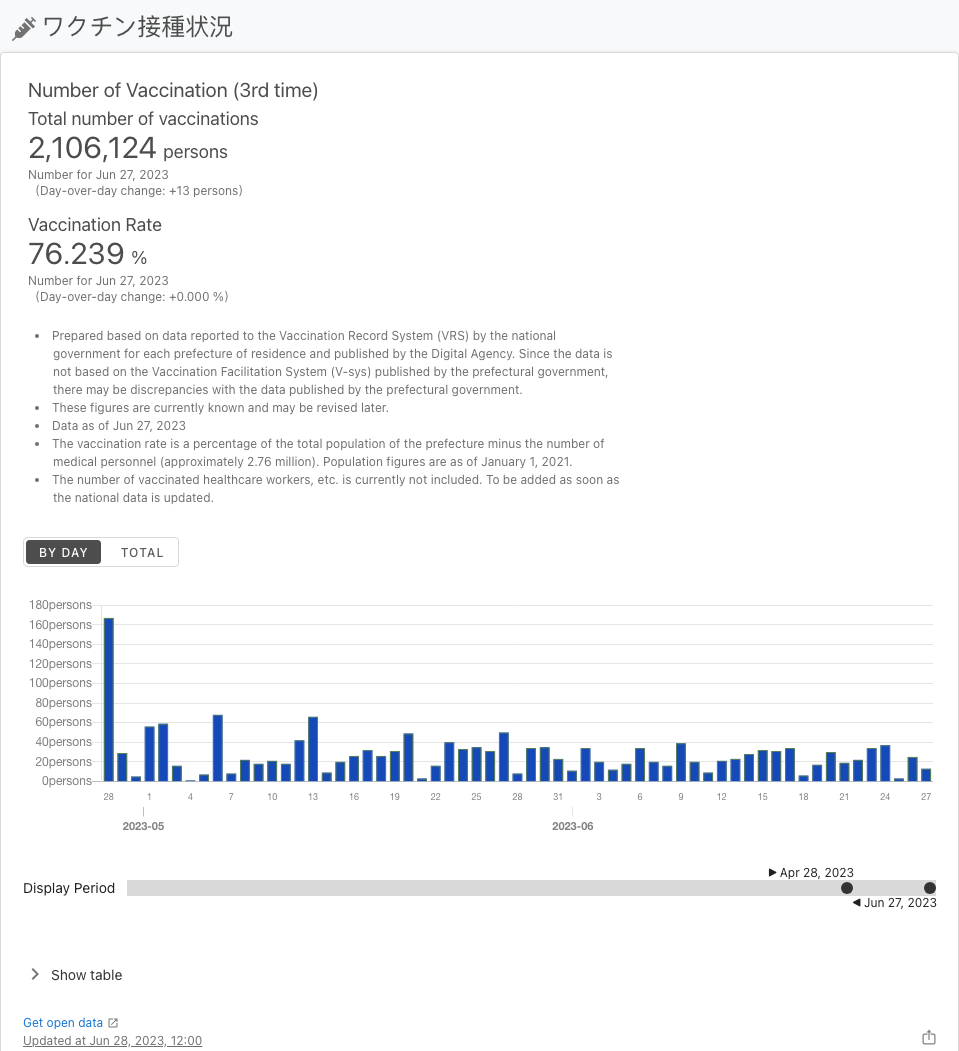 ワクチン接種状況
Number of Vaccination (3rd time)
Total number of vaccinations
2,106,124 persons
Number for Jun 27, 2023
(Day-over-day change: +13 persons)
Vaccination Rate
76.239 %
Number for Jun 27, 2023
(Day-over-day change: +0.000 %)
• Prepared based on data reported to the Vaccination Record System (VRS) by the national
government for each prefecture of residence and published by the Digital Agency. Since the data is
not based on the Vaccination Facilitation System (V-sys) published by the prefectural government,
there may be discrepancies with the data published by the prefectural government.
• These figures are currently known and may be revised later.
• Data as of Jun 27, 2023
• The vaccination rate is a percentage of the total population of the prefecture minus the number of
medical personnel (approximately 2.76 million). Population figures are as of January 1, 2021.
• The number of vaccinated healthcare workers, etc. is currently not included. To be added as soon as
the national data is updated.
BY DAY TOTAL
180persons
160persons
140persons
120persons
100persons
80persons
60persons
40persons
20persons
0persons
28 1 4 7 10 13 16 19 22 25 28 31 3 6 9 12 15 18 21 24 27
2023-05 2023-06
Apr 28, 2023
Display Period
Jun 27, 2023
Show table
Get open data
Updated at Jun 28, 2023, 12:00